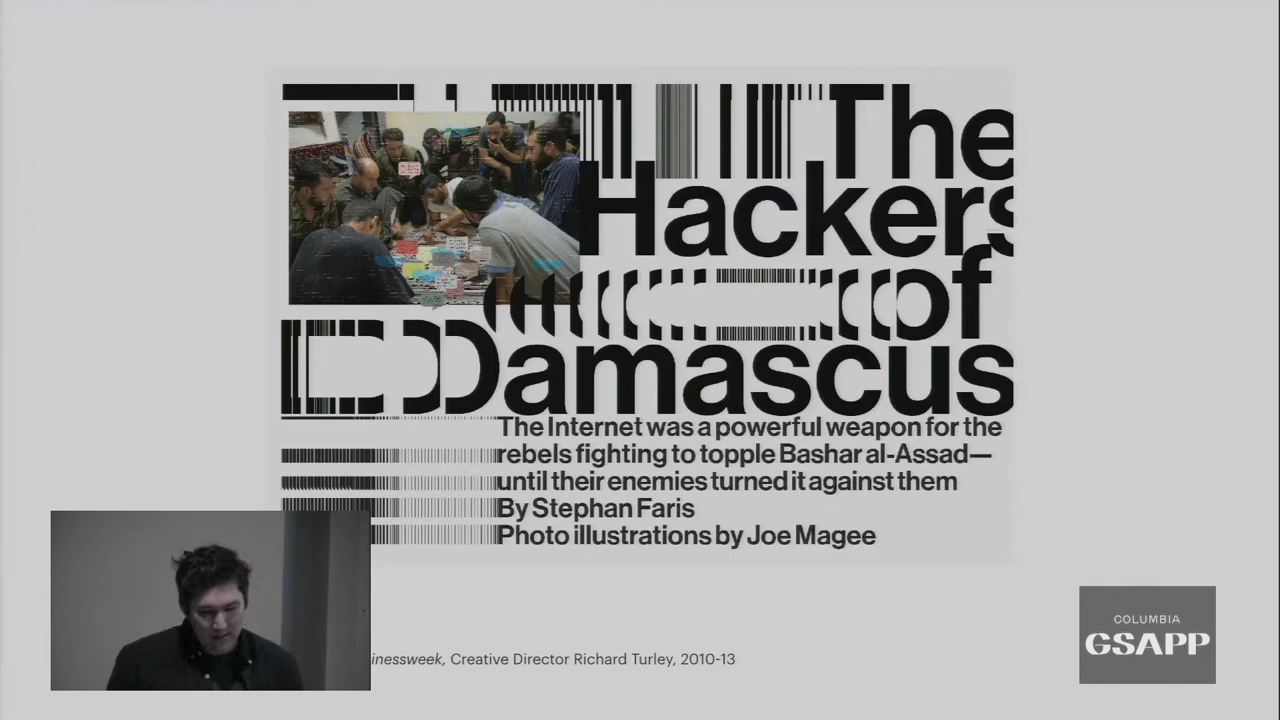 The
Hackers
of
Damascus
The Internet was a powerful weapon for the
rebels fighting to topple Bashar al-Assad—
until their enemies turned it against them
By Stephan Faris
Photo illustrations by Joe Magee
inessweek, Creative Director Richard Turley, 2010-13
COLUMBIA
GSAPP